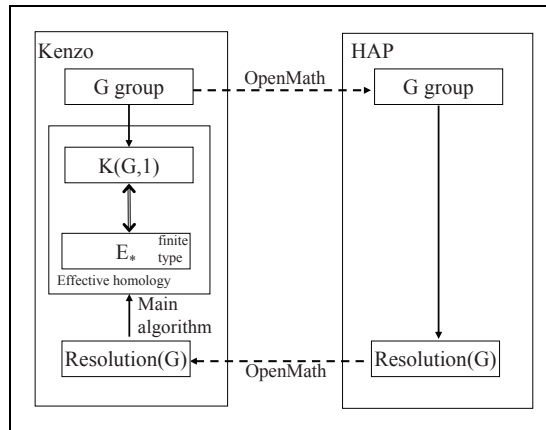 Kenzo
G group
K(G,1)
E* finite
type
Effective homology
Main
algorithm
Resolution(G)
OpenMath
OpenMath
HAP
G group
Resolution(G)